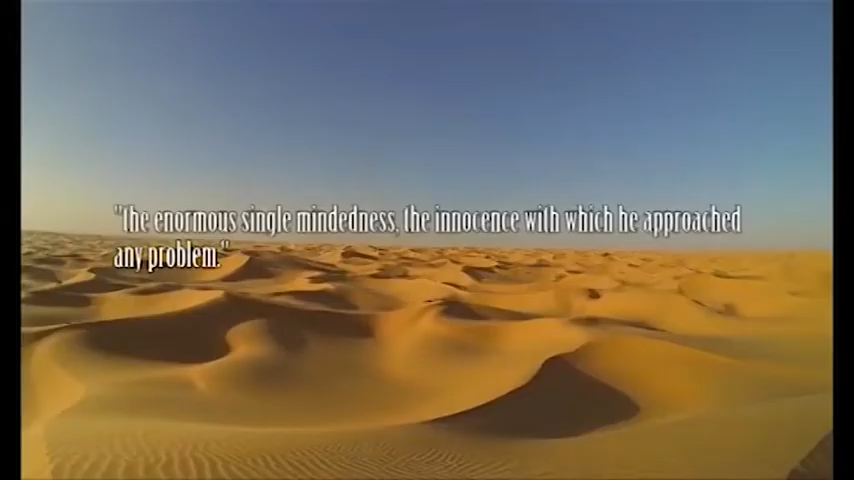 "the enormous single mindedness, the innocence with which he approached
any problem."